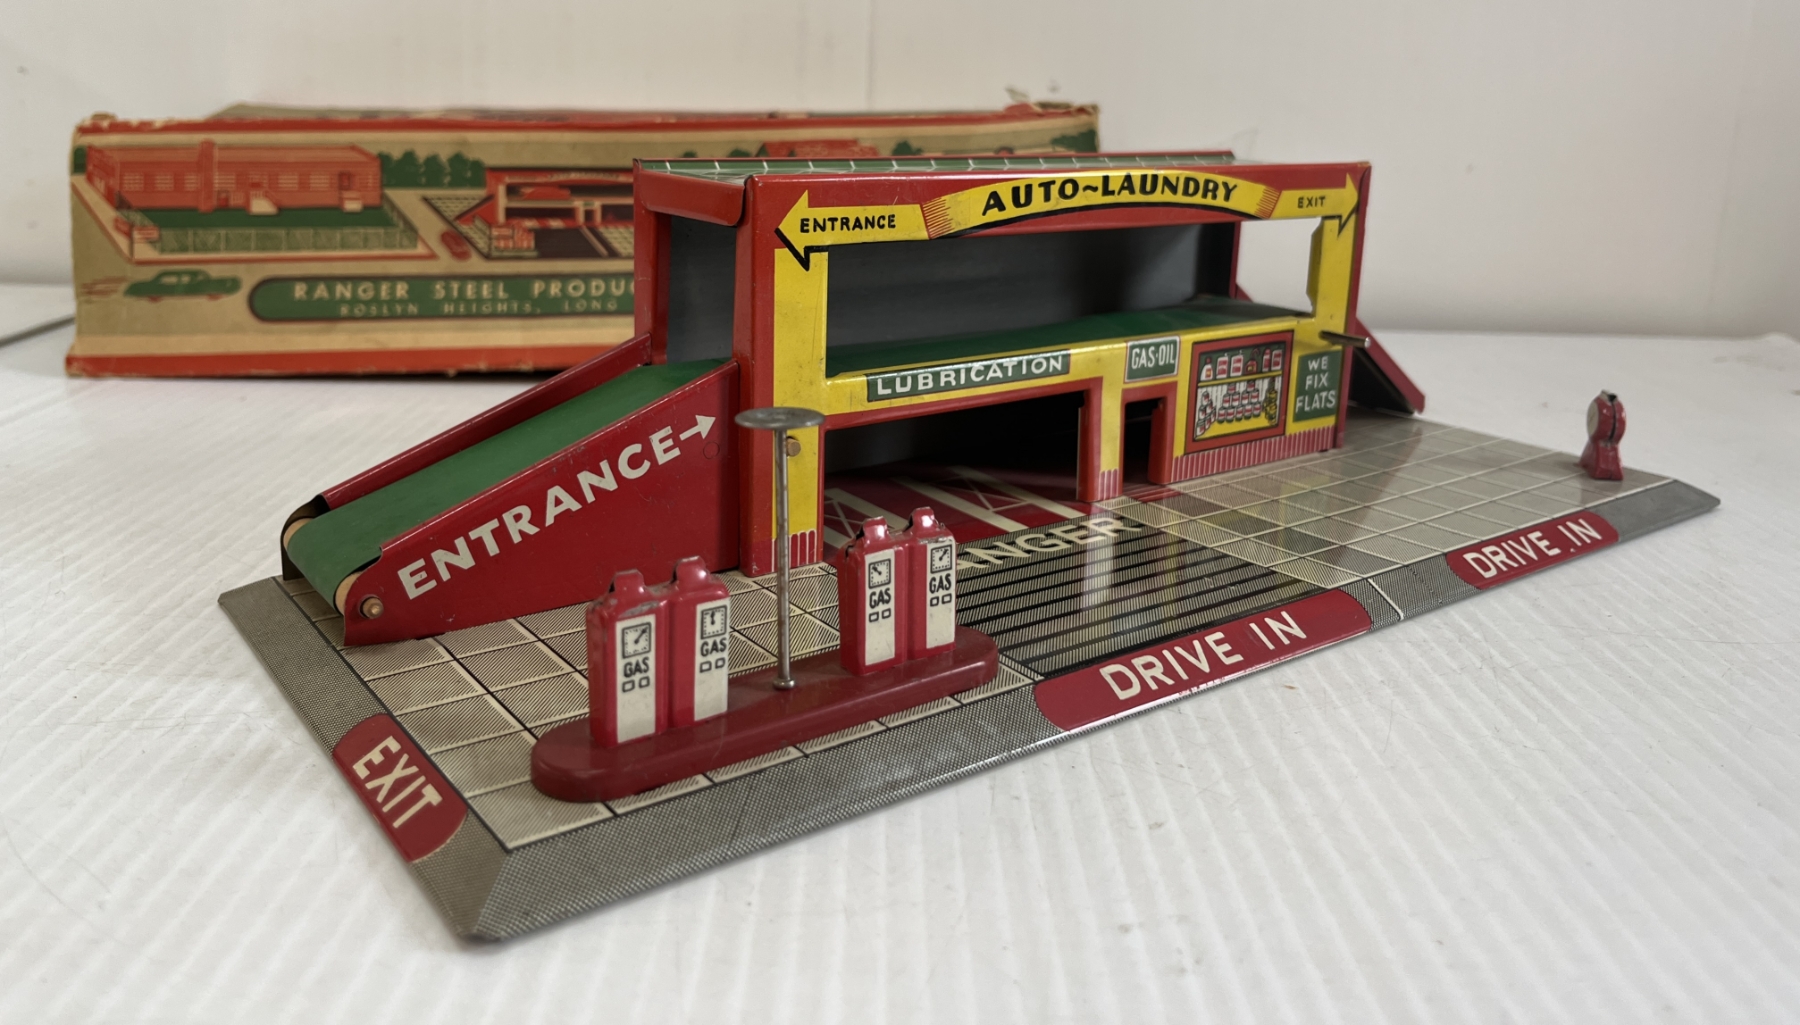 RANGER STEEL PRODUC
ROSLYN HEIGHTS, LONG
AUTO~LAUNDRY
ENTRANCE
EXIT
LUBRICATION
GAS·OIL
WE
FIX
FLATS
ENTRANCE→
ANGER
GAS
GAS
GAS
GAS
DRIVE IN
DRIVE IN
EXIT